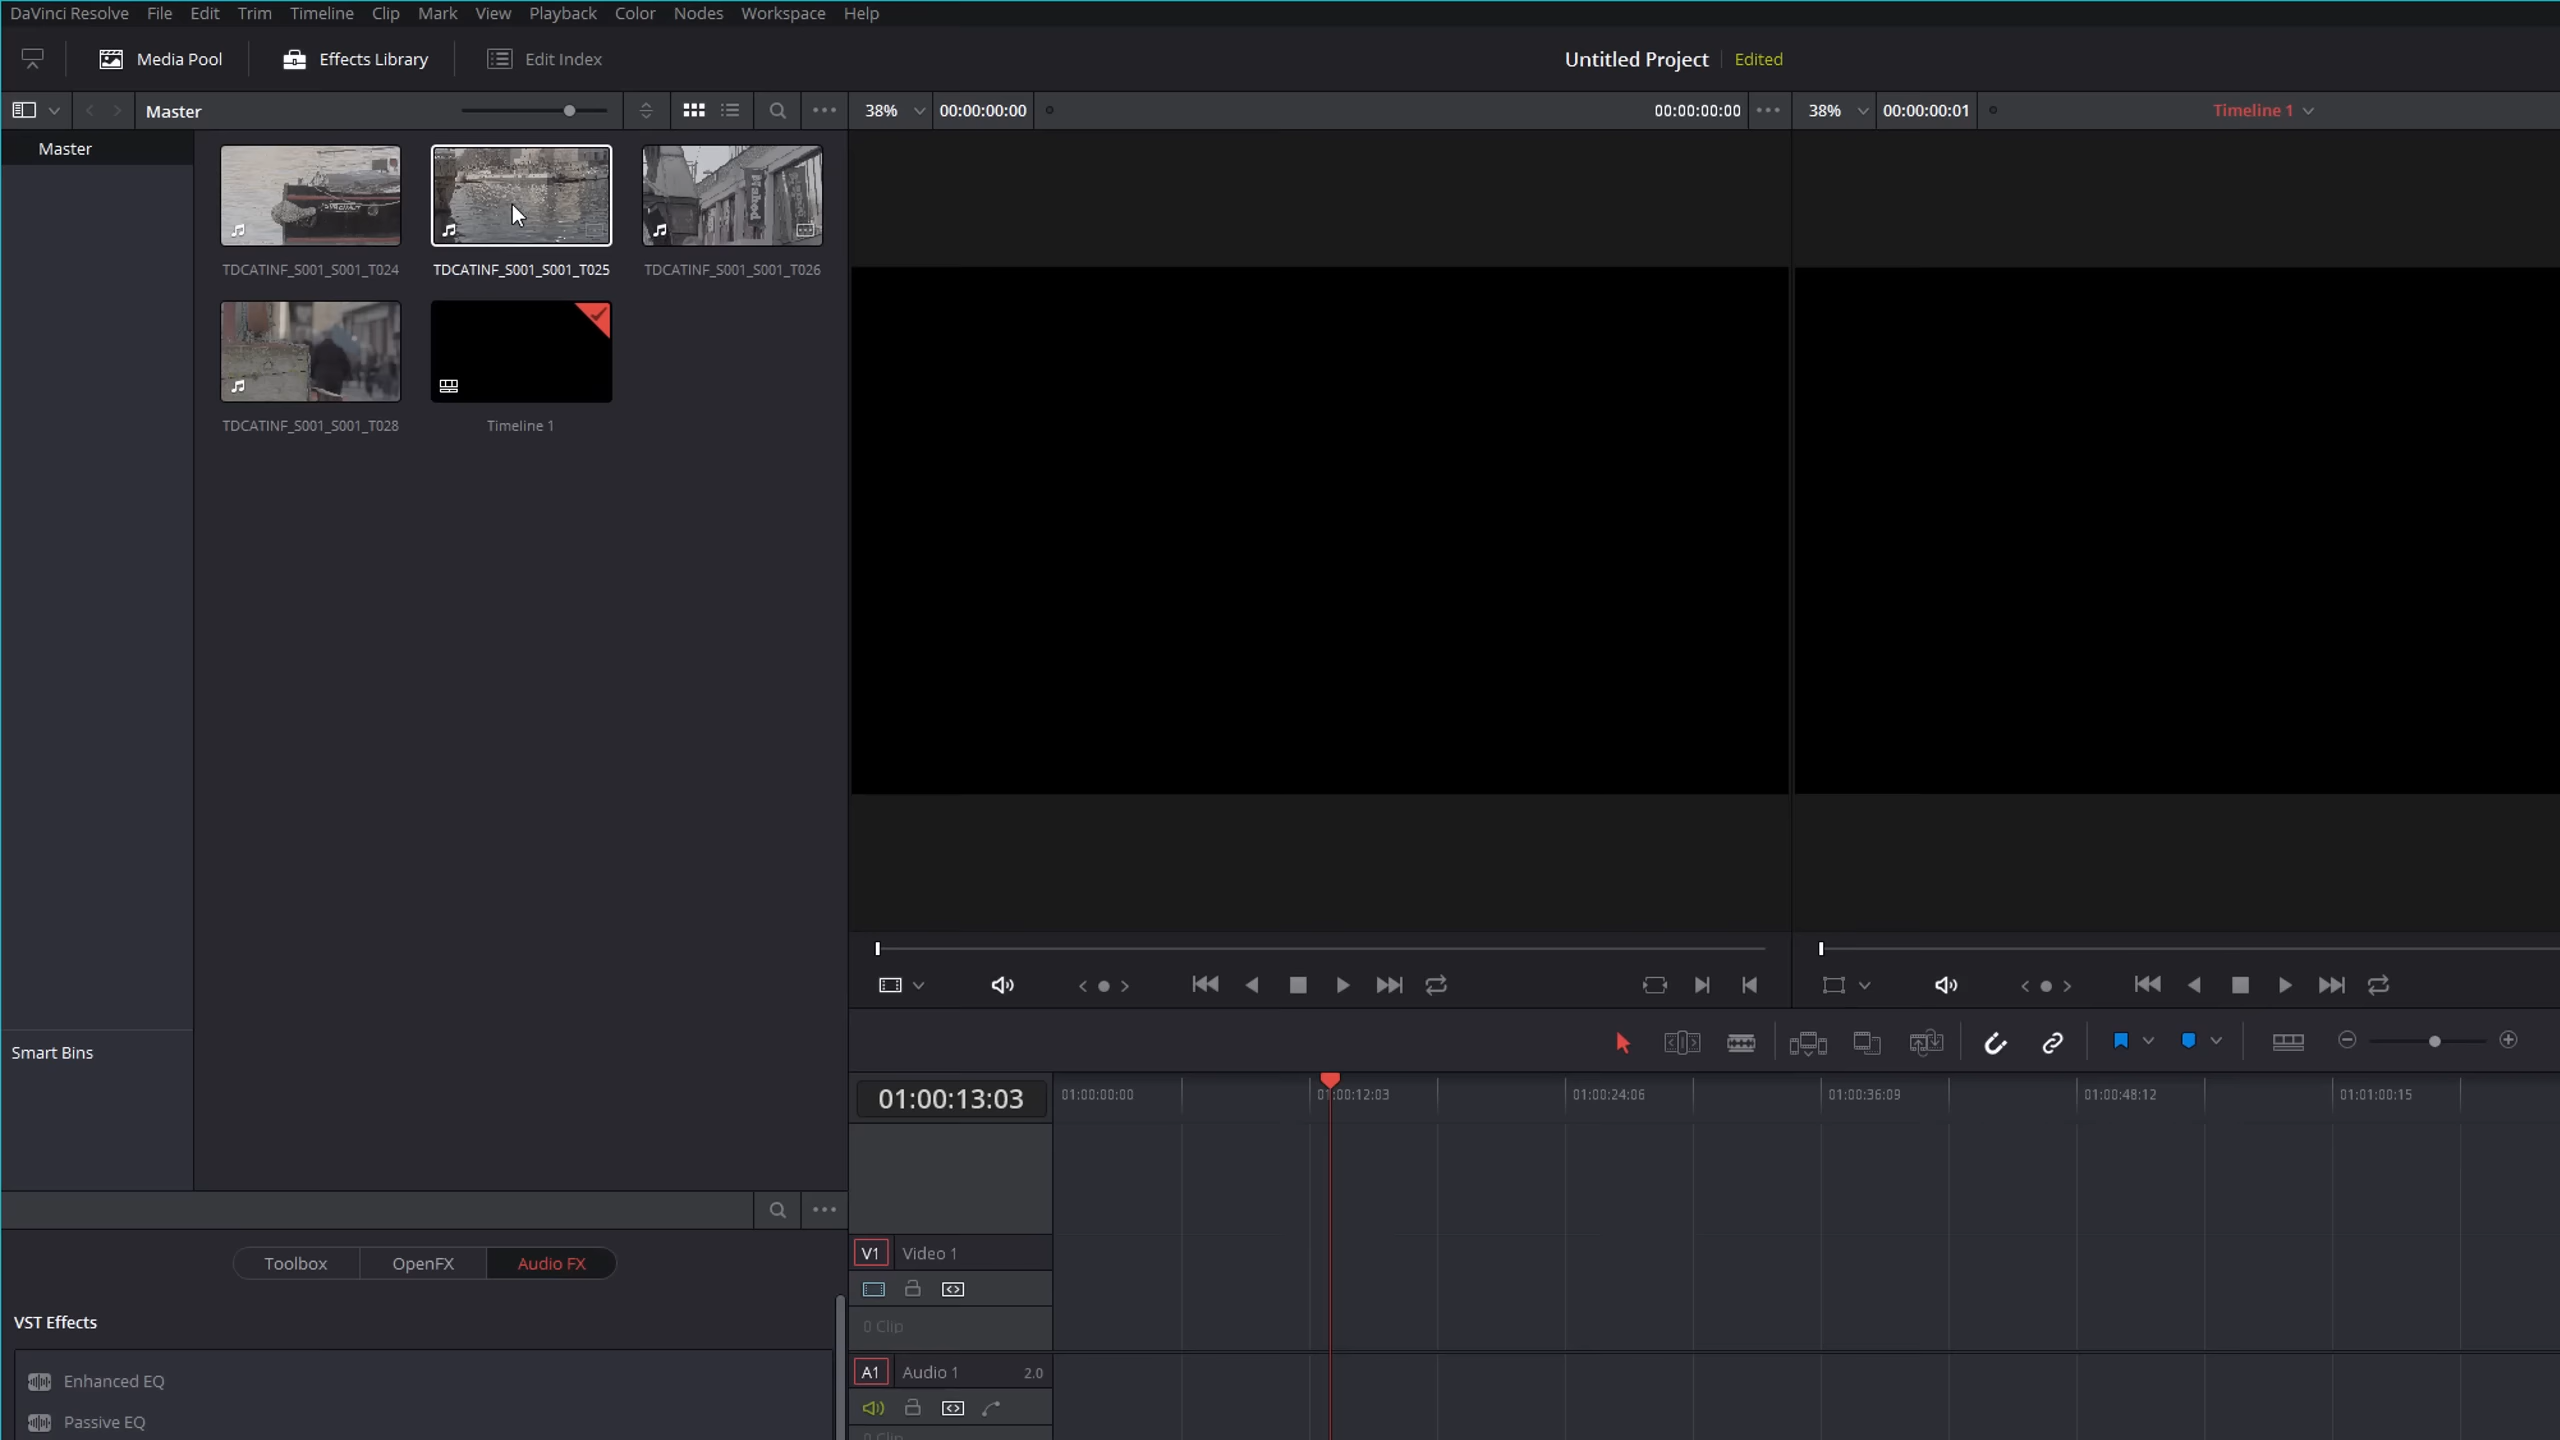 DaVinci Resolve File Edit Trim Timeline Clip Mark View Playback Color Nodes Workspace Help
Media Pool Effects Library Edit Index Untitled Project Edited
Master 38% 00:00:00:00 00:00:00:00 38% 00:00:00:01 Timeline 1
Master
TDCATINF_S001_S001_T024 TDCATINF_S001_S001_T025 TDCATINF_S001_S001_T026
TDCATINF_S001_S001_T028 Timeline 1
Smart Bins
01:00:13:03 01:00:00:00 01:00:12:03 01:00:24:06 01:00:36:09 01:00:48:12 01:01:00:15
V1 Video 1
Toolbox OpenFX Audio FX
VST Effects
0 Clip
A1 Audio 1 2.0
Enhanced EQ
Passive EQ
0 Clip